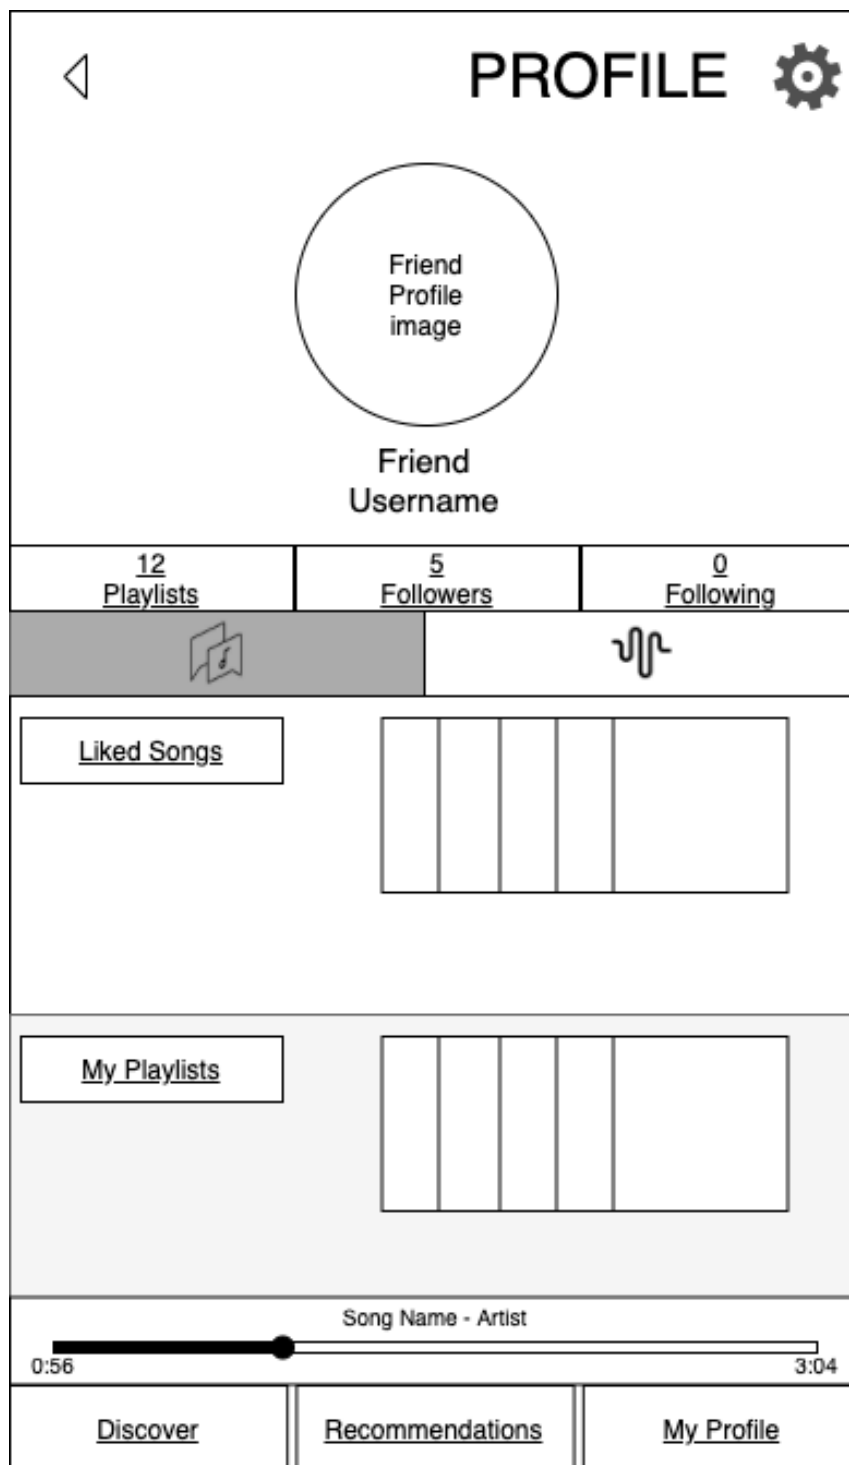 PROFILE
Friend
Profile
image
Friend
Username
12
Playlists
5
Followers
0
Following
Liked Songs
My Playlists
Song Name - Artist
0:56
3:04
Discover
Recommendations
My Profile